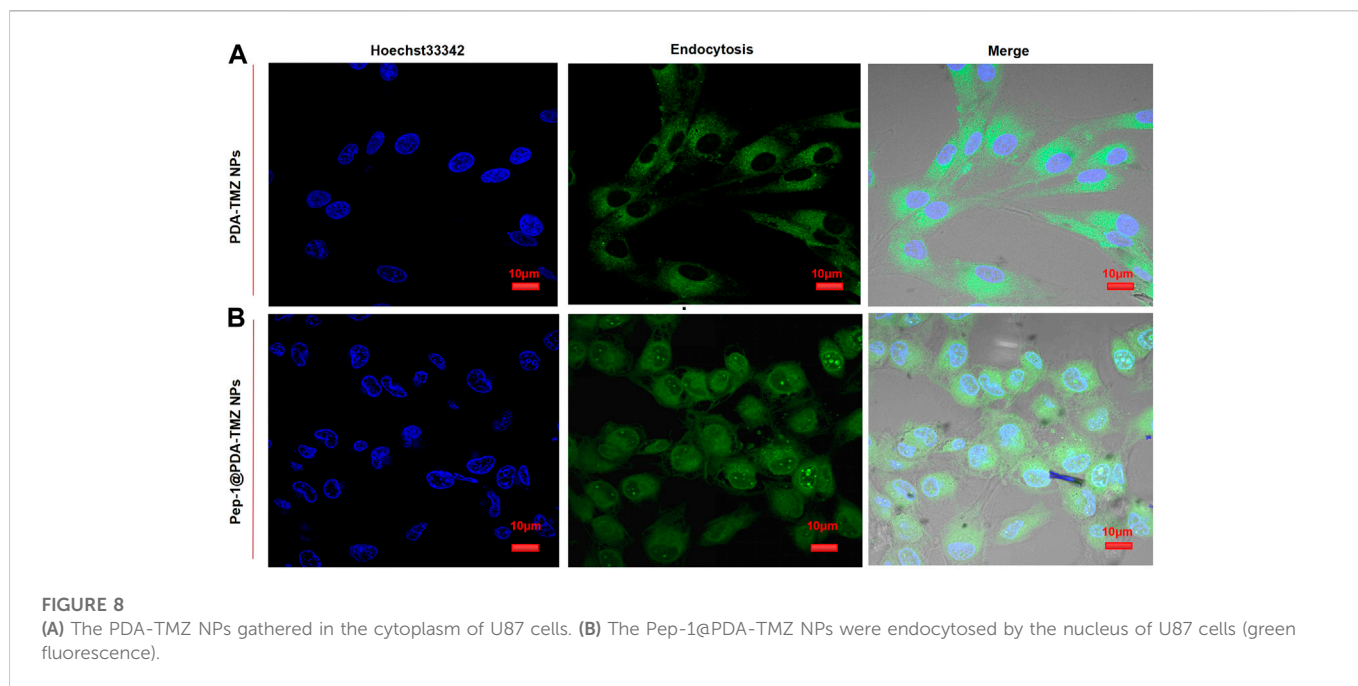 A
Hoechst33342
Endocytosis
Merge
PDA-TMZ NPs
10μm
10μm
10μm
B
Pep-1@PDA-TMZ NPs
10μm
10μm
10μm
FIGURE 8
(A) The PDA-TMZ NPs gathered in the cytoplasm of U87 cells. (B) The Pep-1@PDA-TMZ NPs were endocytosed by the nucleus of U87 cells (green
fluorescence).